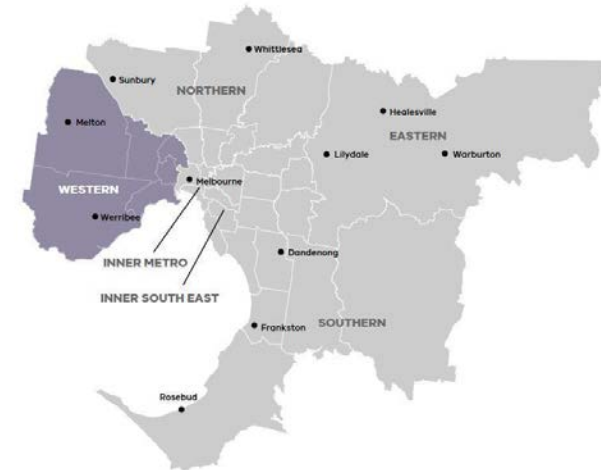 Whittlesea
Sunbury
NORTHERN
Healesville
Melton
EASTERN
Lilydale
Warburton
Melbourne
WESTERN
Werribee
Dandenong
INNER METRO
INNER SOUTH EAST
Frankston
SOUTHERN
Rosebud